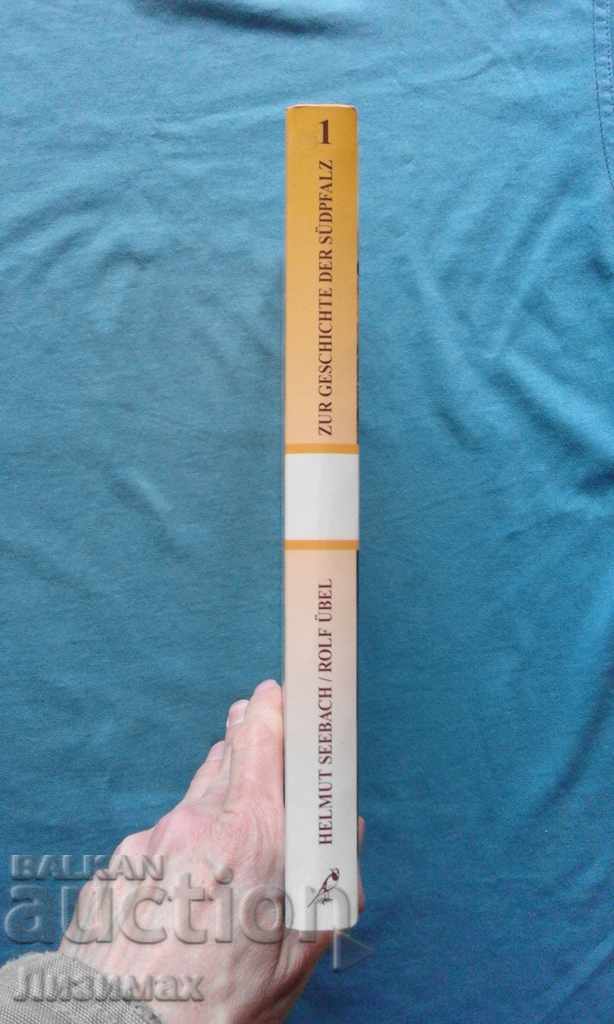 HELMUT SEEBACH / ROLF ÜBEL
ZUR GESCHICHTE DER SÜDPFALZ 1
BALKAN
auction
Лизимах